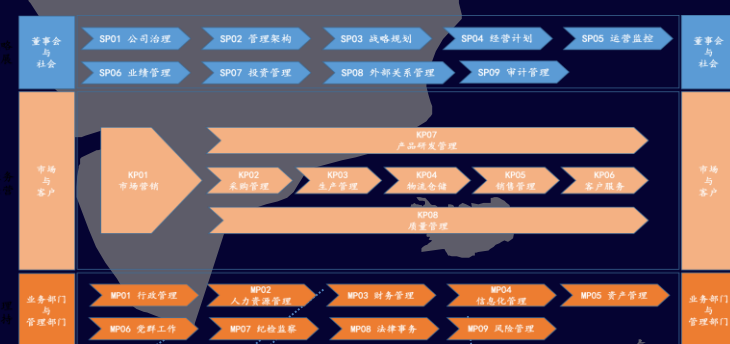 董事会
与
社会
SP01 公司治理
SP02 管理架构
SP03 战略规划
SP04 经营计划
SP05 运营监控
SP06 业绩管理
SP07 投资管理
SP08 外部关系管理
SP09 审计管理
董事会
与
社会
市场
与
客户
KP01
市场营销
KP07
产品研发管理
KP02
采购管理
KP03
生产管理
KP04
物流仓储
KP05
销售管理
KP06
客户服务
KP08
质量管理
市场
与
客户
业务部门
与
管理部门
MP01 行政管理
MP02
人力资源管理
MP03 财务管理
MP04
信息化管理
MP05 资产管理
MP06 党群工作
MP07 纪检监察
MP08 法律事务
MP09 风险管理
业务部门
与
管理部门